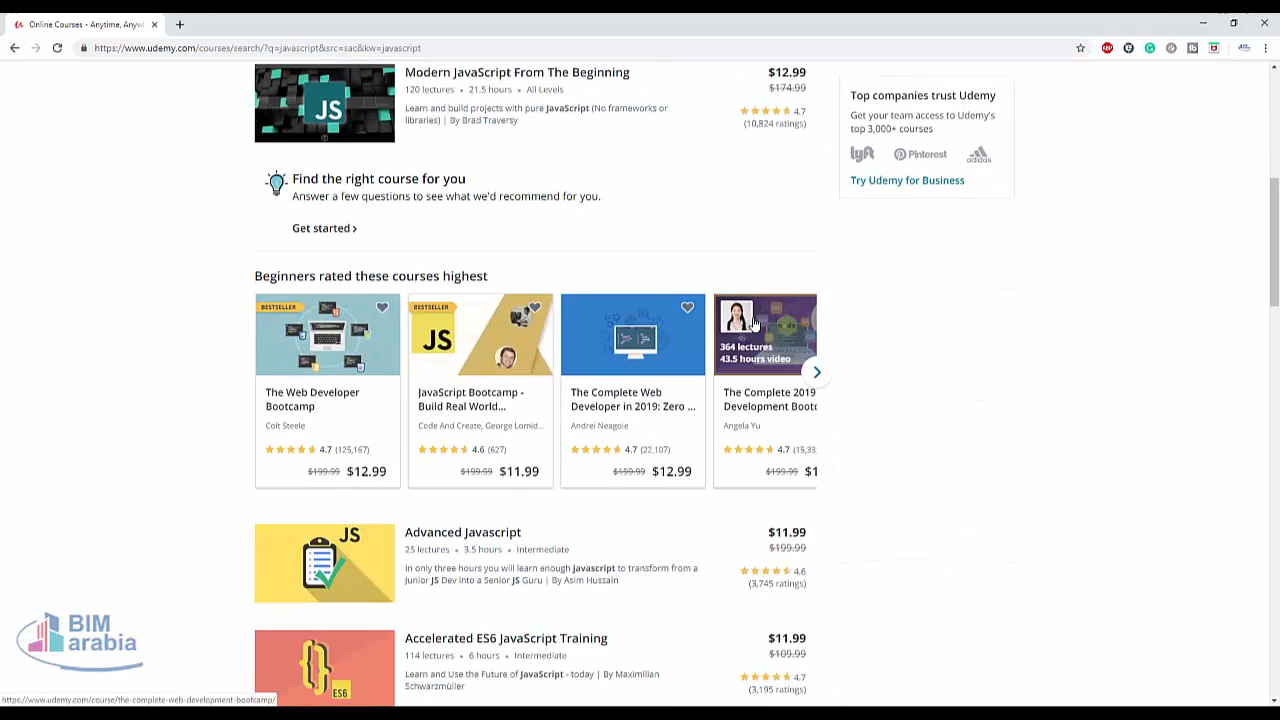 Online Courses - Anytime, Anyw
https://www.udemy.com/courses/search/?q=javascript&src=sac&kw=javascript
JS
Modern JavaScript From The Beginning
120 lectures • 21.5 hours • All Levels
Learn and build projects with pure JavaScript (No frameworks or
libraries) | By Brad Traversy
$12.99
$174.99
4.7
(10,824 ratings)
Top companies trust Udemy
Get your team access to Udemy's
top 3,000+ courses
lyft
Pinterest
adidas
Try Udemy for Business
Find the right course for you
Answer a few questions to see what we'd recommend for you.
Get started >
Beginners rated these courses highest
BESTSELLER
The Web Developer
Bootcamp
Colt Steele
4.7 (125,167)
$199.99 $12.99
BESTSELLER
JS
JavaScript Bootcamp -
Build Real World...
Code And Create, George Lomid...
4.6 (627)
$199.99 $11.99
The Complete Web
Developer in 2019: Zero ...
Andrei Neagoie
4.7 (22,107)
$199.99 $12.99
364 lectures
43.5 hours video
The Complete 2019
Development Bootc
Angela Yu
4.7 (15,33
$199.99 $1
JS
Advanced Javascript
25 lectures • 3.5 hours • Intermediate
In only three hours you will learn enough javascript to transform from a
Junior JS Dev into a Senior JS Guru | By Asim Hussain
$11.99
$199.99
4.6
(3,745 ratings)
{}
ES6
Accelerated ES6 JavaScript Training
114 lectures • 6 hours • Intermediate
Learn and Use the Future of JavaScript - today | By Maximilian
Schwarzmüller
$11.99
$109.99
4.7
(3,195 ratings)
BIM
arabia
https://www.udemy.com/course/the-complete-web-development-bootcamp/